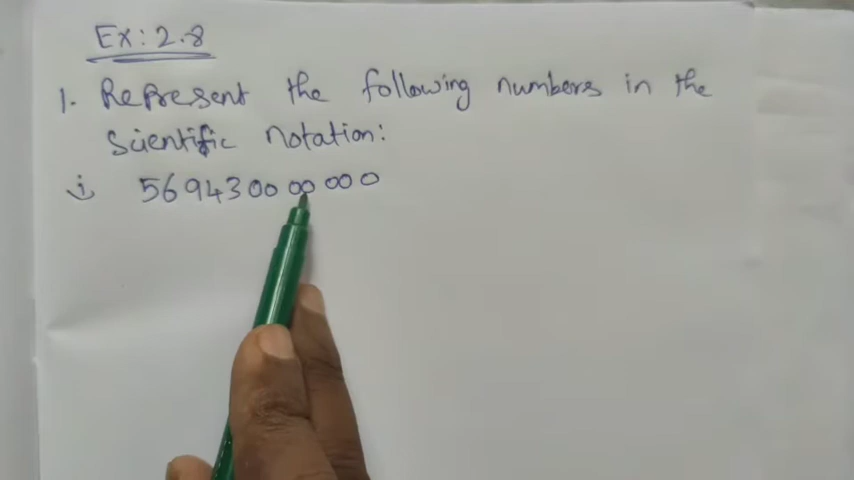 Ex: 2.8
1. Represent the following numbers in the
Scientific notation:
i 569430000000